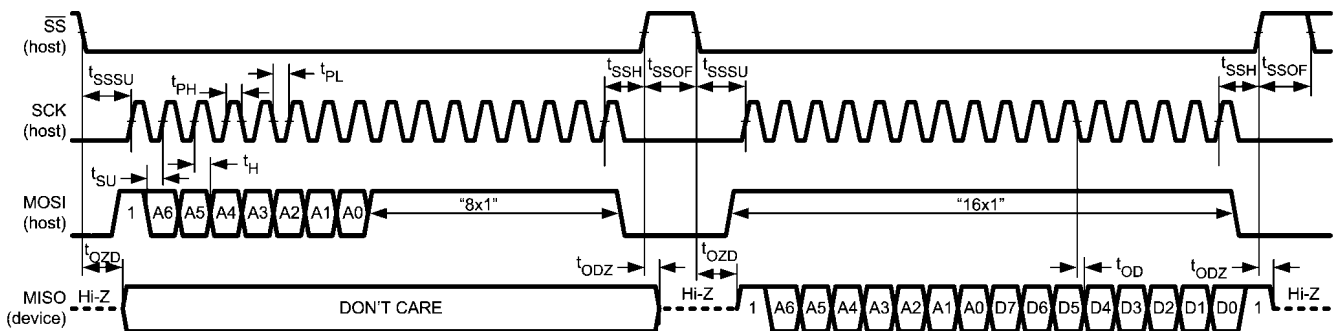 SS
(host)
tSSSU
tPH
tPL
tSSH
tSSOF
tSSSU
tSSH
tSSOF
SCK
(host)
tSU
tH
MOSI
(host)
1 A6 A5 A4 A3 A2 A1 A0 "8x1" "16x1"
tOZD
tODZ
tOZD
tOD
tODZ
MISO
(device)
Hi-Z DON'T CARE Hi-Z 1 A6 A5 A4 A3 A2 A1 A0 D7 D6 D5 D4 D3 D2 D1 D0 1 Hi-Z